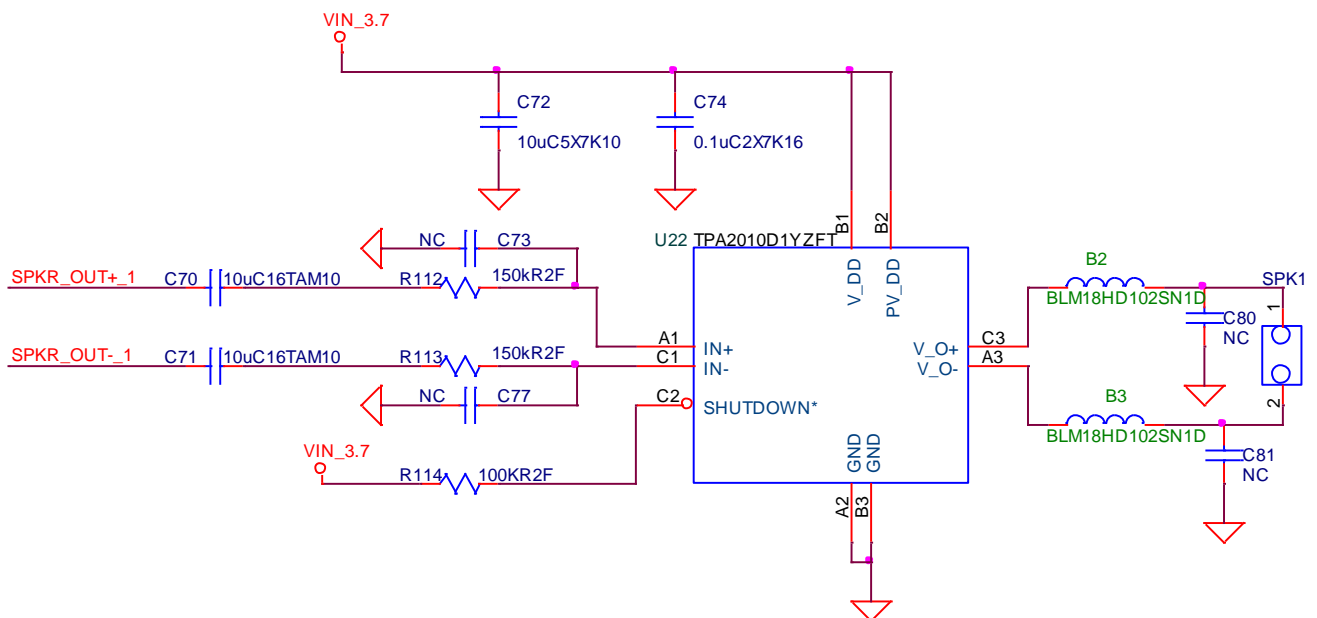 VIN_3.7
C72
10uC5X7K10
C74
0.1uC2X7K16
B1
B2
U22 TPA2010D1YZFT
NC
C73
SPKR_OUT+_1
C70
10uC16TAM10
R112
150kR2F
V_DD
PV_DD
B2
BLM18HD102SN1D
SPK1
1
C80
NC
A1
IN+
SPKR_OUT-_1
C71
10uC16TAM10
R113
150kR2F
C1
IN-
C3
V_O+
A3
V_O-
NC
C77
C2
SHUTDOWN*
B3
BLM18HD102SN1D
2
C81
NC
VIN_3.7
R114
100KR2F
GND
GND
A2
B3